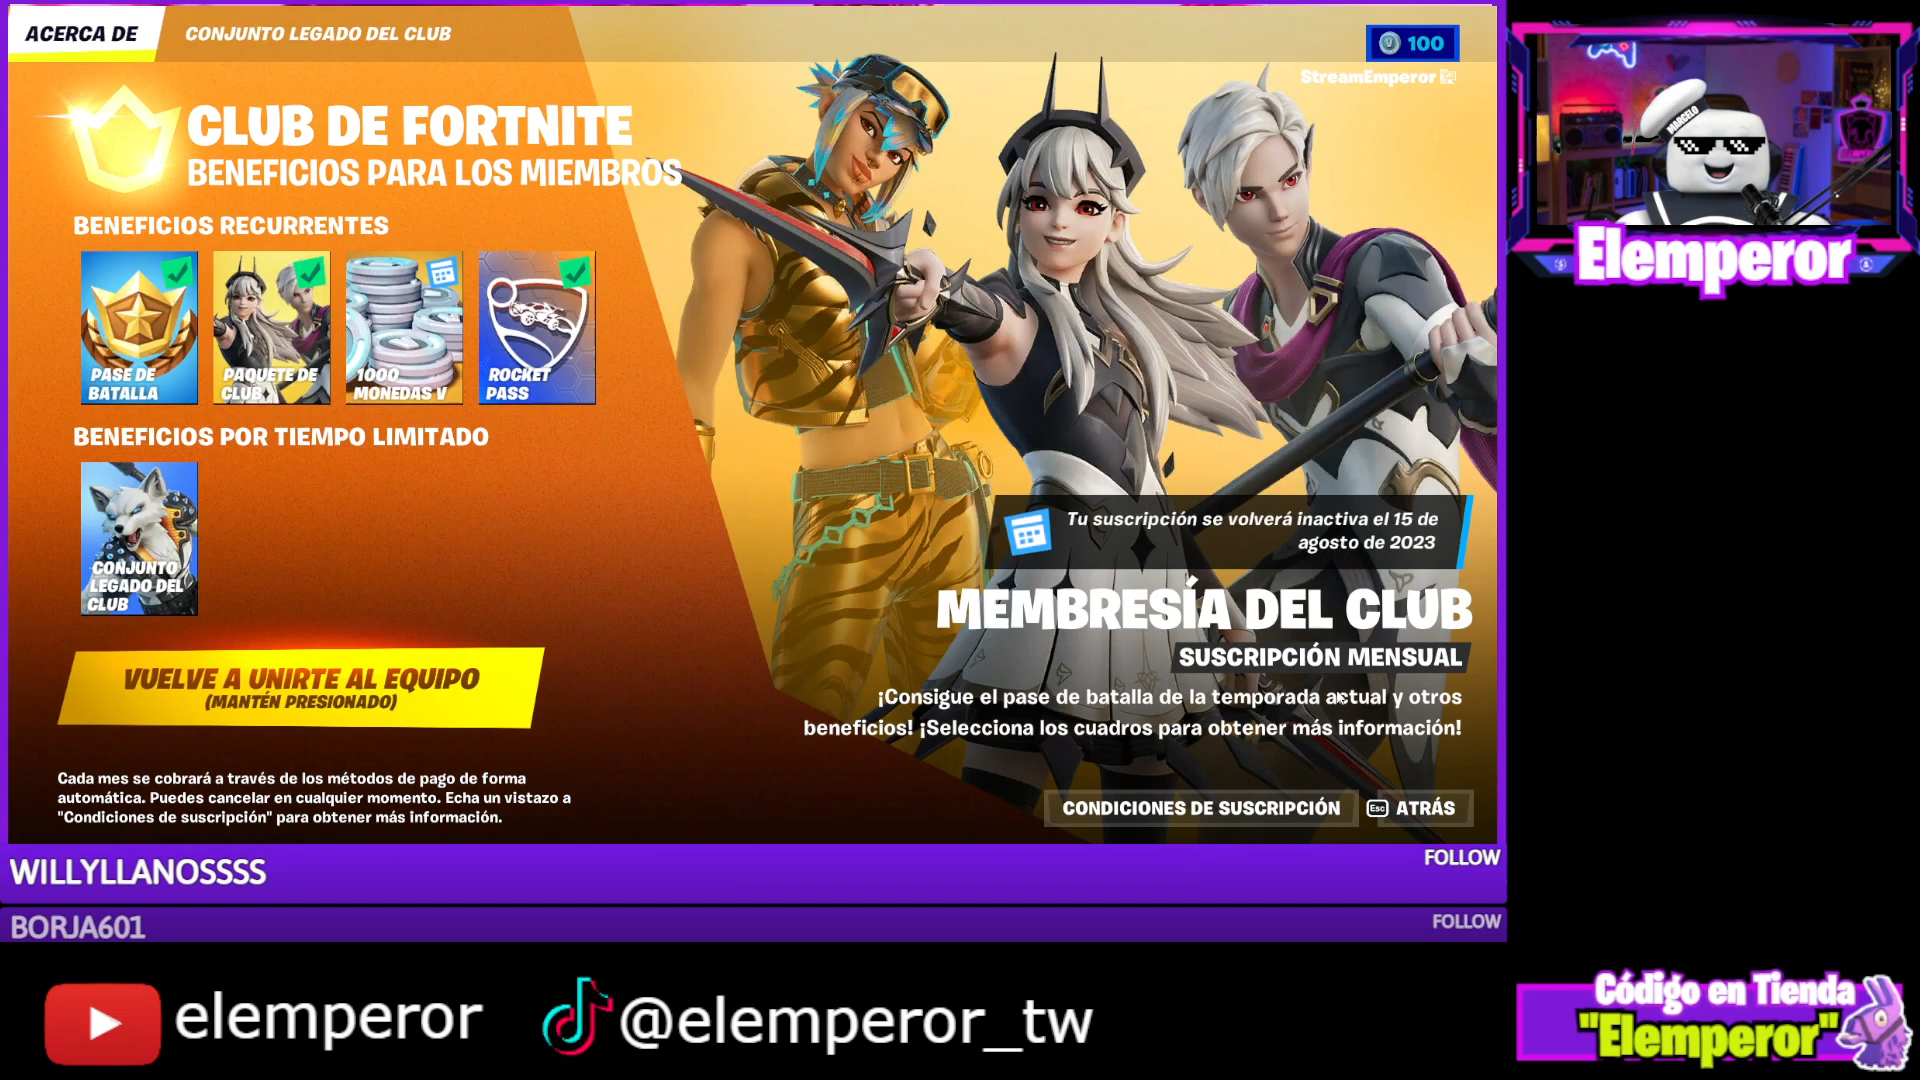 ACERCA DE
CONJUNTO LEGADO DEL CLUB
100
StreamEmperor
CLUB DE FORTNITE
BENEFICIOS PARA LOS MIEMBROS
BENEFICIOS RECURRENTES
PASE DE
BATALLA
PAQUETE DE
CLUB
1000
MONEDAS V
ROCKET
PASS
BENEFICIOS POR TIEMPO LIMITADO
CONJUNTO
LEGADO DEL
CLUB
VUELVE A UNIRTE AL EQUIPO
(MANTÉN PRESIONADO)
Cada mes se cobrará a través de los métodos de pago de forma
automática. Puedes cancelar en cualquier momento. Echa un vistazo a
"Condiciones de suscripción" para obtener más información.
Tu suscripción se volverá inactiva el 15 de
agosto de 2023
MEMBRESÍA DEL CLUB
SUSCRIPCIÓN MENSUAL
¡Consigue el pase de batalla de la temporada actual y otros
beneficios! ¡Selecciona los cuadros para obtener más información!
CONDICIONES DE SUSCRIPCIÓN
Esc ATRÁS
MARCELO
Elemperor
WILLYLLANOSSSS
FOLLOW
BORJA601
FOLLOW
elemperor
@elemperor_tw
Código en Tienda
"Elemperor"